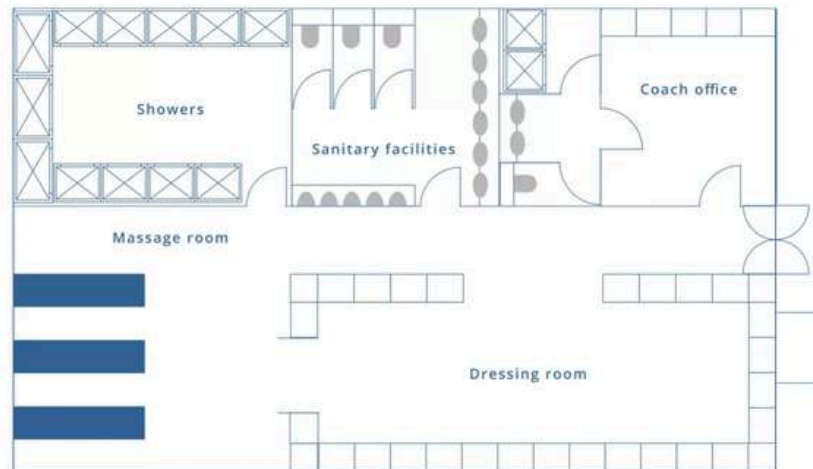 Showers
Coach office
Sanitary facilities
Massage room
Dressing room